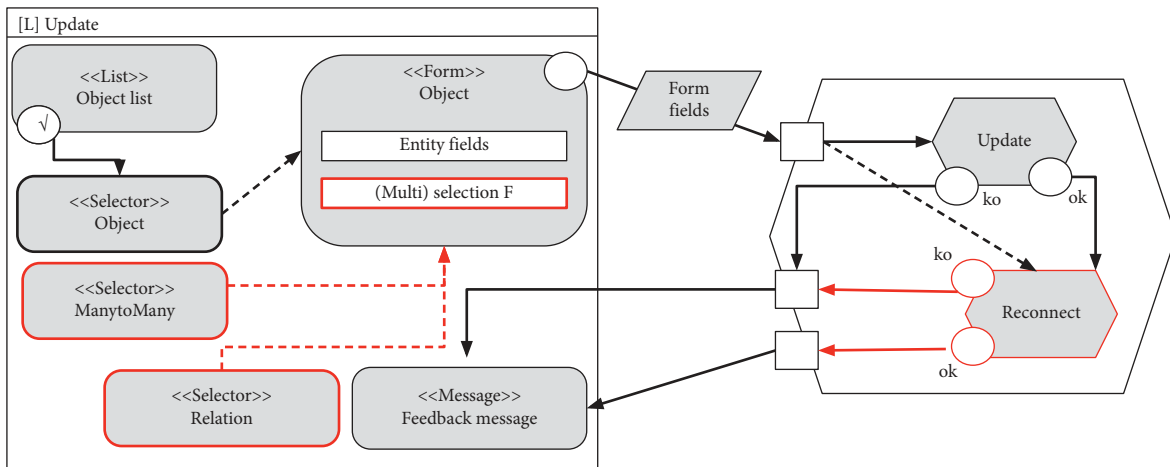 [L] Update
<<List>>
Object list
√
<<Selector>>
Object
<<Selector>>
ManytoMany
<<Selector>>
Relation
<<Form>>
Object
Entity fields
(Multi) selection F
<<Message>>
Feedback message
Form
fields
Update
ko
ok
ko
Reconnect
ok